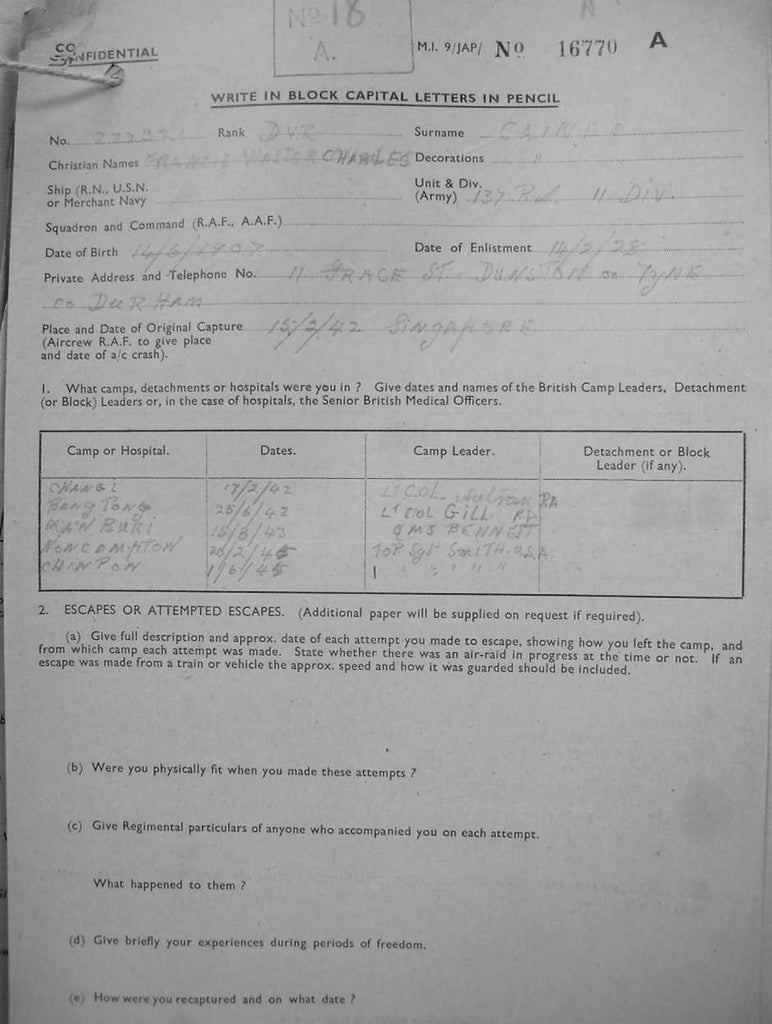 No 18
A.
CONFIDENTIAL
M.I. 9/JAP/ No 16770 A
WRITE IN BLOCK CAPITAL LETTERS IN PENCIL
No. Rank DVR Surname CAINES
Christian Names FRANCIS WALTER CHARLES Decorations "
Ship (R.N., U.S.N. or Merchant Navy
Unit & Div. (Army) 137 11 DIV.
Squadron and Command (R.A.F., A.A.F.)
Date of Birth 14/6/1907 Date of Enlistment 14/2/28
Private Address and Telephone No. 11 GRACE ST. DUNSTON on TYNE
CO DURHAM
Place and Date of Original Capture 15/2/42 SINGAPORE
(Aircrew R.A.F. to give place
and date of a/c crash).
1. What camps, detachments or hospitals were you in ? Give dates and names of the British Camp Leaders, Detachment
(or Block) Leaders or, in the case of hospitals, the Senior British Medical Officers.
Camp or Hospital. Dates. Camp Leader. Detachment or Block
Leader (if any).
CHANGI 17/2/42 LT COL. RA
BANG TONG 25/6/42 LT COL GILL RA
KAN BURI 15/8/43 QMS BENNETT
NONCOMPTON 20/2/45 TOP Sgt SMITH. U.S.A.
CHINPON 1/6/45 " " " "
2. ESCAPES OR ATTEMPTED ESCAPES. (Additional paper will be supplied on request if required).
(a) Give full description and approx. date of each attempt you made to escape, showing how you left the camp, and
from which camp each attempt was made. State whether there was an air-raid in progress at the time or not. If an
escape was made from a train or vehicle the approx. speed and how it was guarded should be included.
(b) Were you physically fit when you made these attempts ?
(c) Give Regimental particulars of anyone who accompanied you on each attempt.
What happened to them ?
(d) Give briefly your experiences during periods of freedom.
(e) How were you recaptured and on what date ?